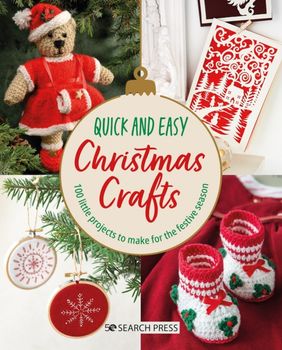 QUICK AND EASY
Christmas
Crafts
100 little projects to make for the festive season
SEARCH PRESS